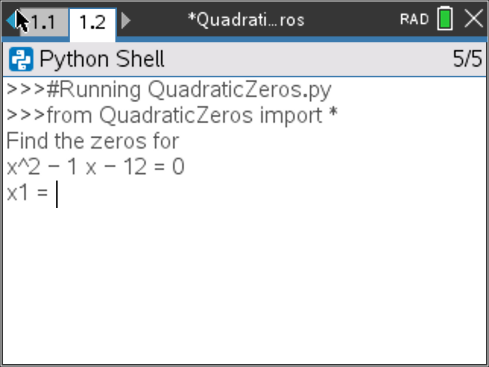 1.1 1.2 *Quadrati...ros RAD
Python Shell 5/5
>>>#Running QuadraticZeros.py
>>>from QuadraticZeros import *
Find the zeros for
x^2 – 1 x – 12 = 0
x1 =